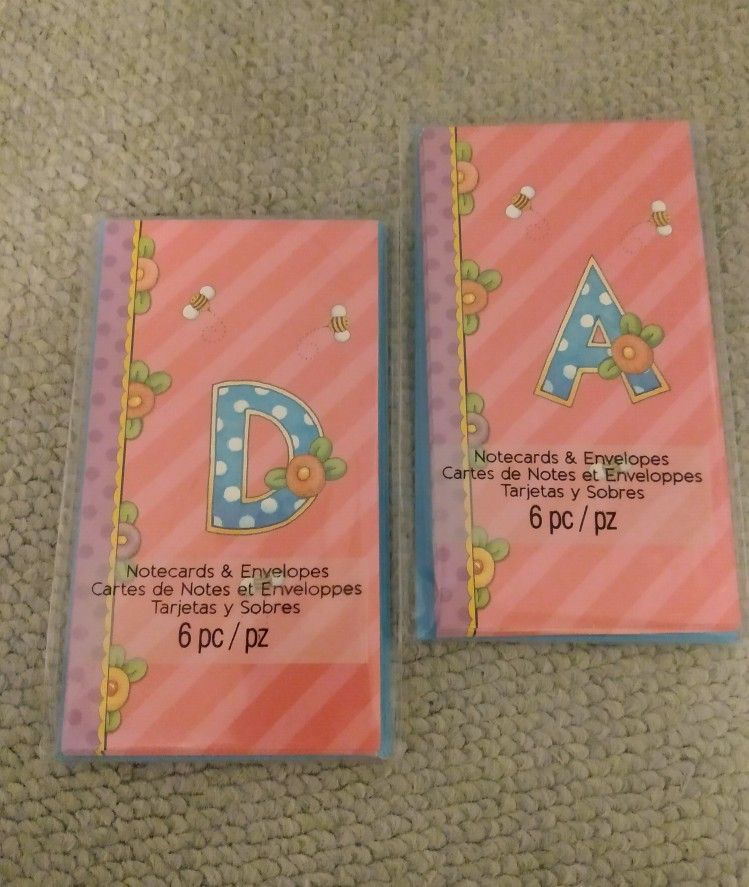 D
Notecards & Envelopes
Cartes de Notes et Enveloppes
Tarjetas y Sobres
6 pc / pz
A
Notecards & Envelopes
Cartes de Notes et Enveloppes
Tarjetas y Sobres
6 pc / pz